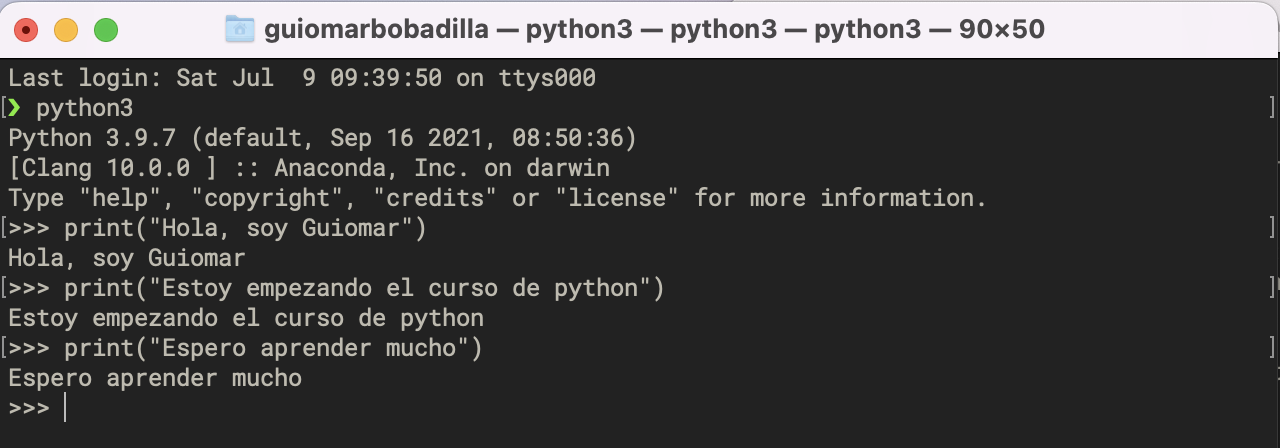 guiomarbobadilla — python3 — python3 — python3 — 90×50
Last login: Sat Jul  9 09:39:50 on ttys000
[❯ python3 ]
Python 3.9.7 (default, Sep 16 2021, 08:50:36)
[Clang 10.0.0 ] :: Anaconda, Inc. on darwin
Type "help", "copyright", "credits" or "license" for more information.
[>>> print("Hola, soy Guiomar") ]
Hola, soy Guiomar
[>>> print("Estoy empezando el curso de python") ]
Estoy empezando el curso de python
[>>> print("Espero aprender mucho") ]
Espero aprender mucho
>>>